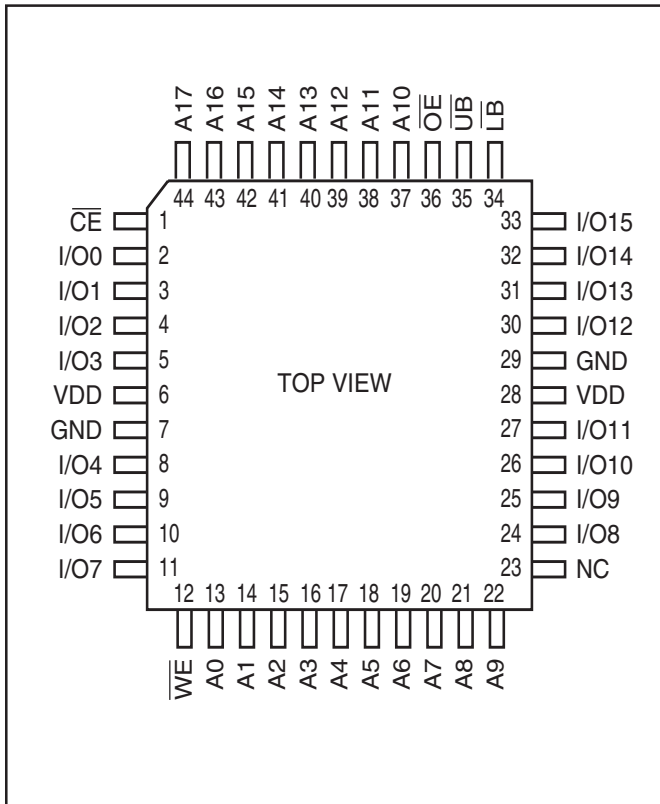 A17 A16 A15 A14 A13 A12 A11 A10 OE UB LB
44 43 42 41 40 39 38 37 36 35 34
CE 1 33 I/O15
I/O0 2 32 I/O14
I/O1 3 31 I/O13
I/O2 4 30 I/O12
I/O3 5 29 GND
TOP VIEW
VDD 6 28 VDD
GND 7 27 I/O11
I/O4 8 26 I/O10
I/O5 9 25 I/O9
I/O6 10 24 I/O8
I/O7 11 23 NC
12 13 14 15 16 17 18 19 20 21 22
WE A0 A1 A2 A3 A4 A5 A6 A7 A8 A9